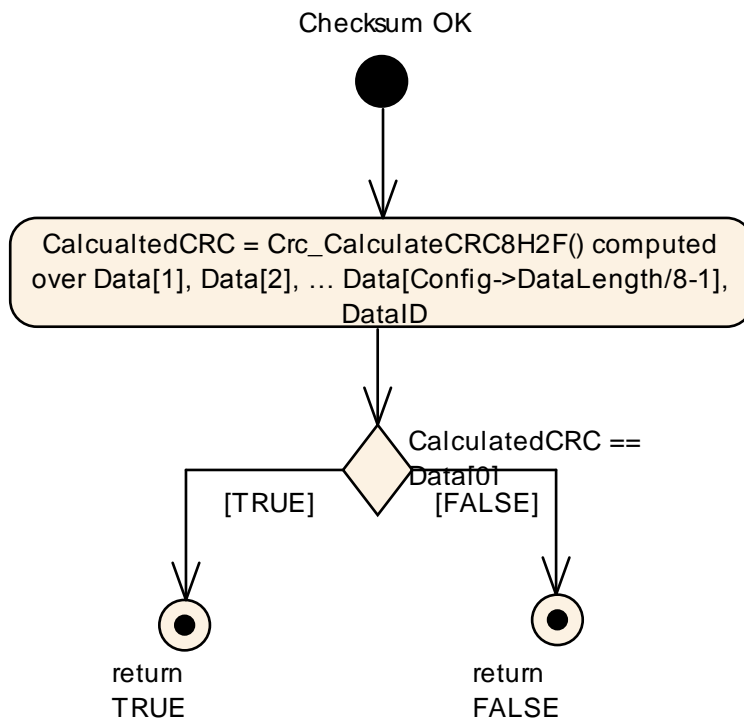 Checksum OK
CalcualtedCRC = Crc_CalculateCRC8H2F() computed
over Data[1], Data[2], … Data[Config->DataLength/8-1],
DataID
CalculatedCRC ==
Data[0]
[TRUE]
[FALSE]
return
TRUE
return
FALSE